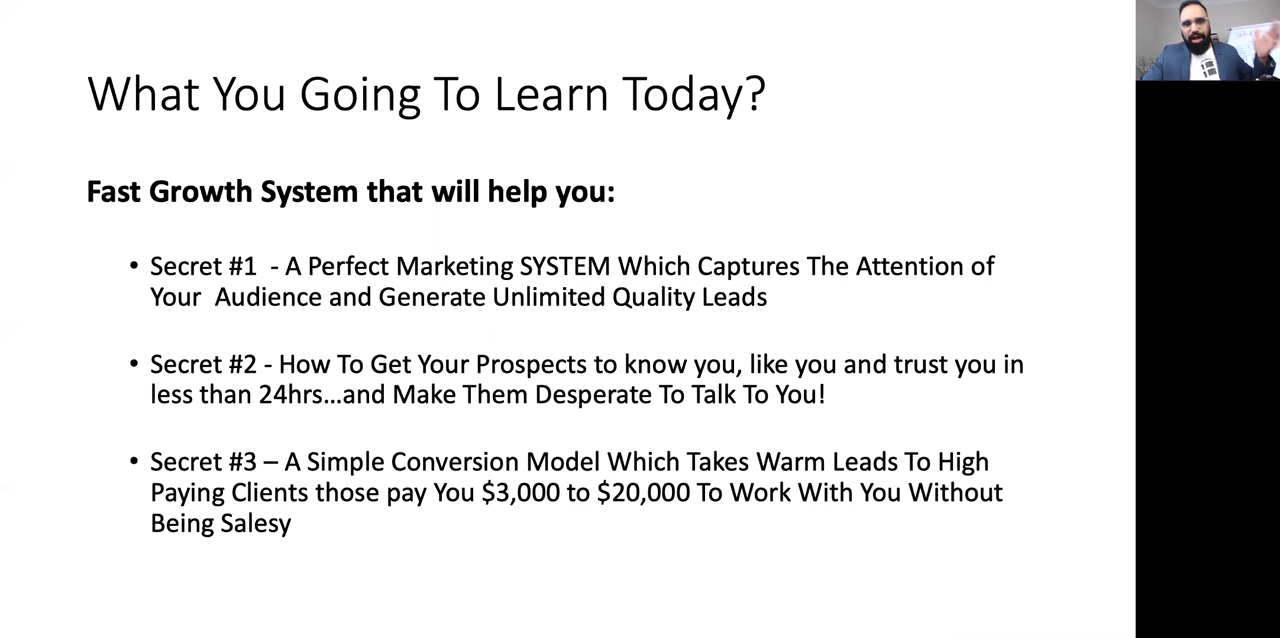 What You Going To Learn Today?
Fast Growth System that will help you:
• Secret #1 - A Perfect Marketing SYSTEM Which Captures The Attention of
Your Audience and Generate Unlimited Quality Leads
• Secret #2 - How To Get Your Prospects to know you, like you and trust you in
less than 24hrs...and Make Them Desperate To Talk To You!
• Secret #3 – A Simple Conversion Model Which Takes Warm Leads To High
Paying Clients those pay You $3,000 to $20,000 To Work With You Without
Being Salesy